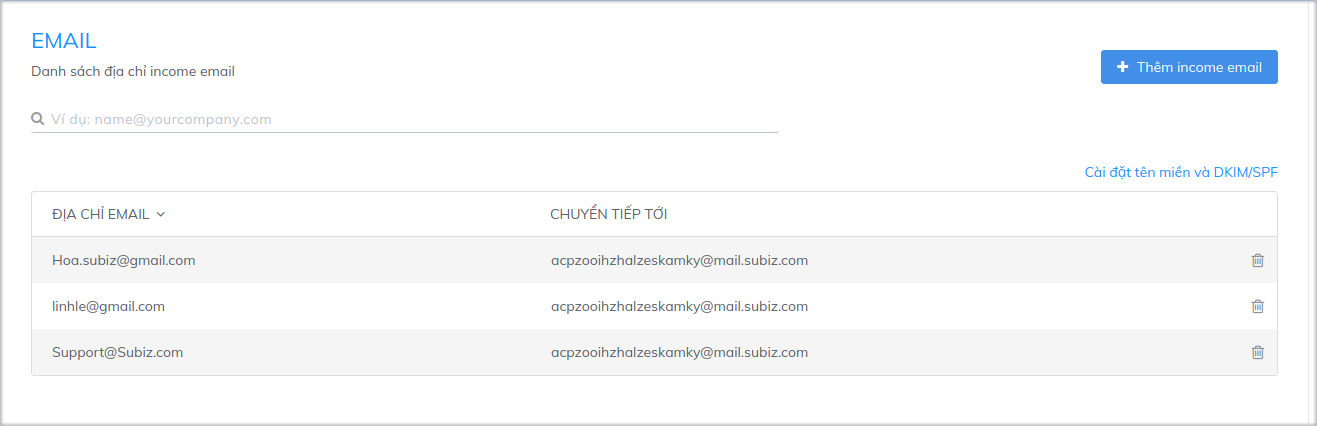 EMAIL
Danh sách địa chỉ income email
Thêm income email
Ví dụ: name@yourcompany.com
Cài đặt tên miền và DKIM/SPF
ĐỊA CHỈ EMAIL CHUYỂN TIẾP TỚI
Hoa.subiz@gmail.com acpzooihzhalzeskamky@mail.subiz.com
linhle@gmail.com acpzooihzhalzeskamky@mail.subiz.com
Support@Subiz.com acpzooihzhalzeskamky@mail.subiz.com